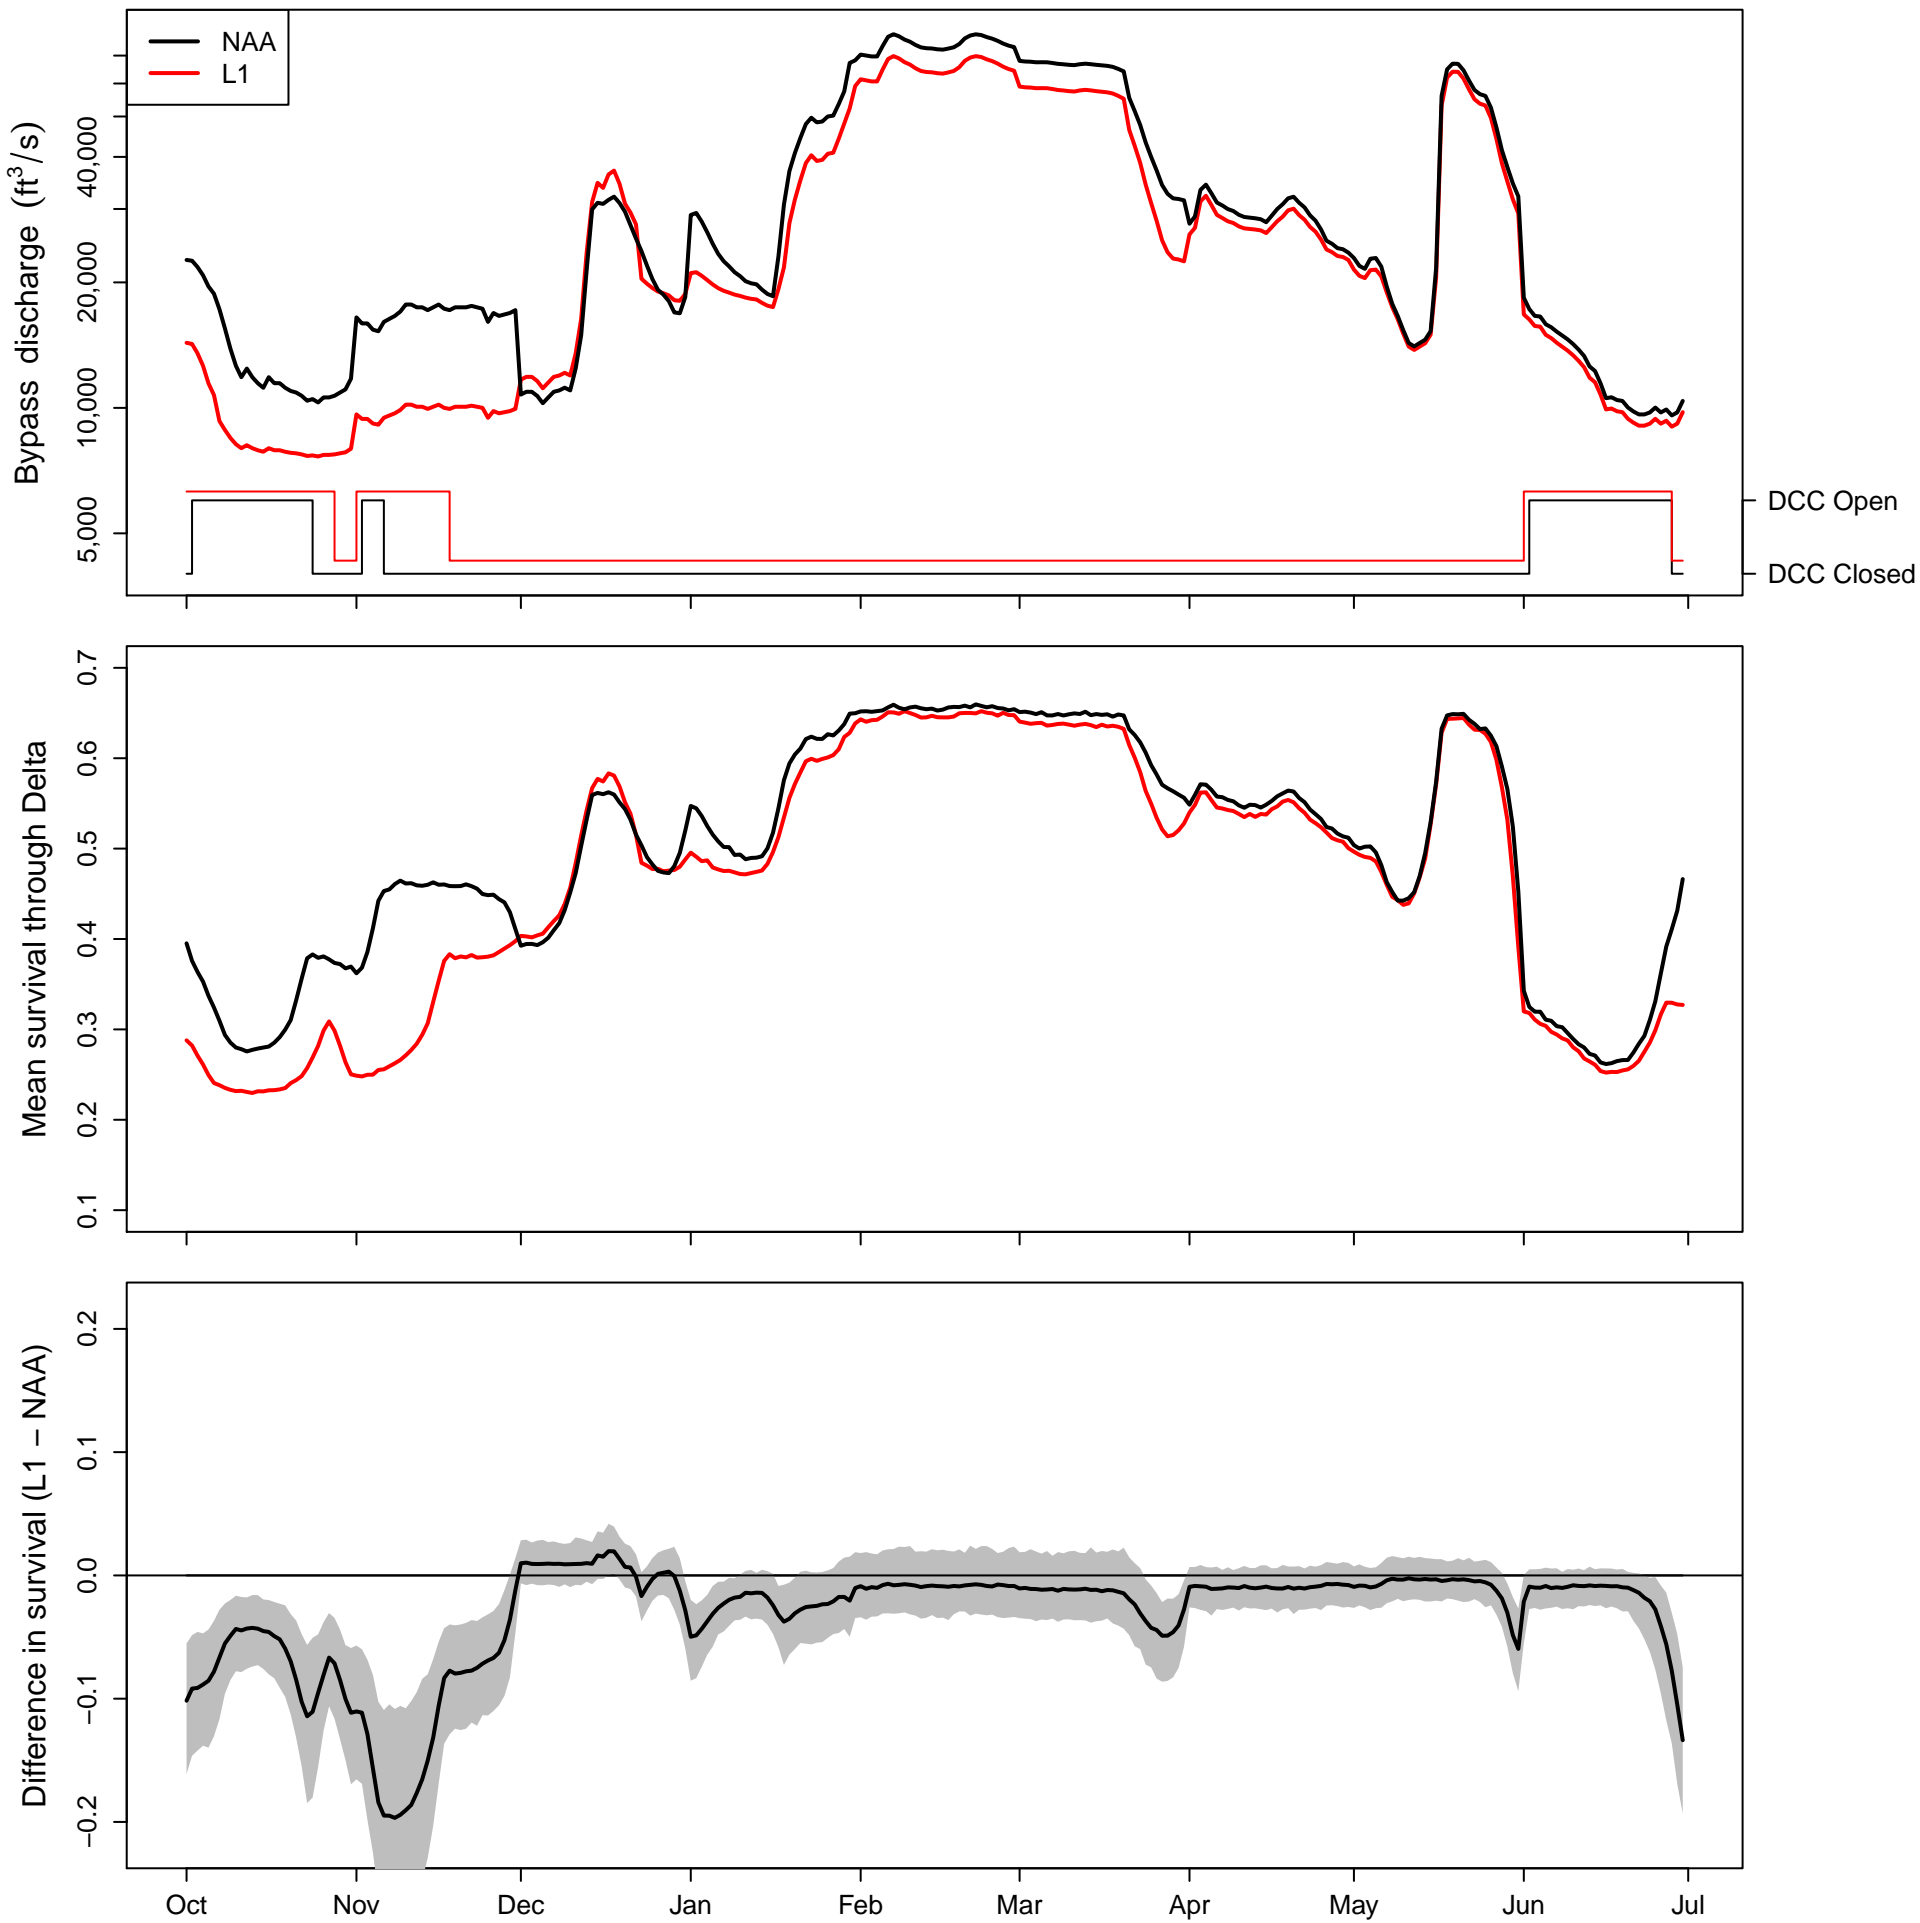 NAA
L1
Bypass discharge (ft³/s)
40,000
20,000
10,000
5,000
DCC Open
DCC Closed
Mean survival through Delta
0.7
0.6
0.5
0.4
0.3
0.2
0.1
Difference in survival (L1 − NAA)
0.2
0.1
0.0
−0.1
−0.2
Oct Nov Dec Jan Feb Mar Apr May Jun Jul